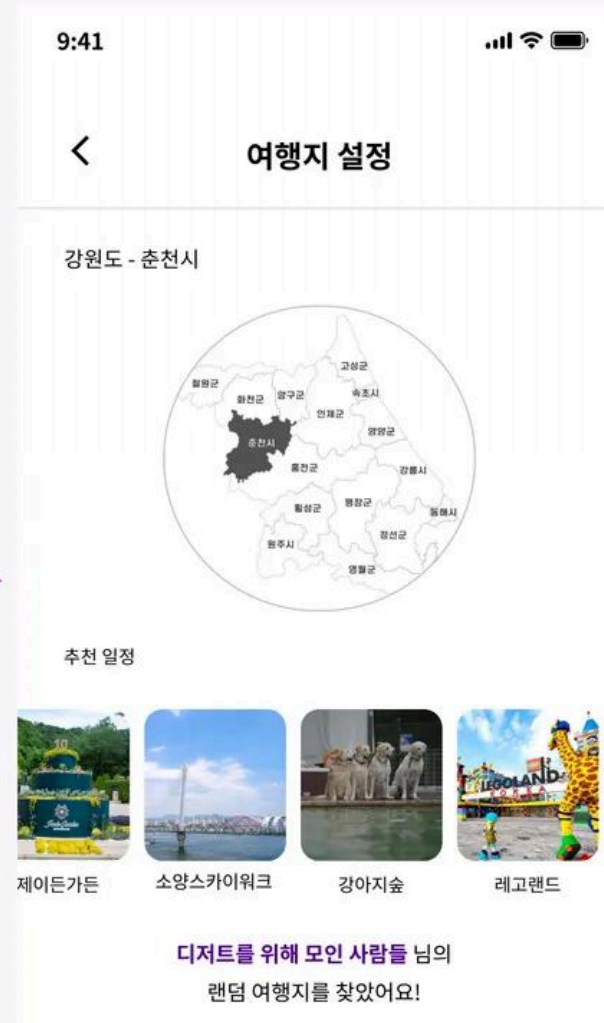 9:41
여행지 설정
강원도 - 춘천시
고성군
철원군
화천군
양구군
속초시
인제군
양양군
춘천시
홍천군
강릉시
횡성군
평창군
동해시
정선군
원주시
영월군
추천 일정
10
LEGOLAND
KOREA
제이든가든
소양스카이워크
강아지숲
레고랜드
디저트를 위해 모인 사람들 님의
랜덤 여행지를 찾았어요!